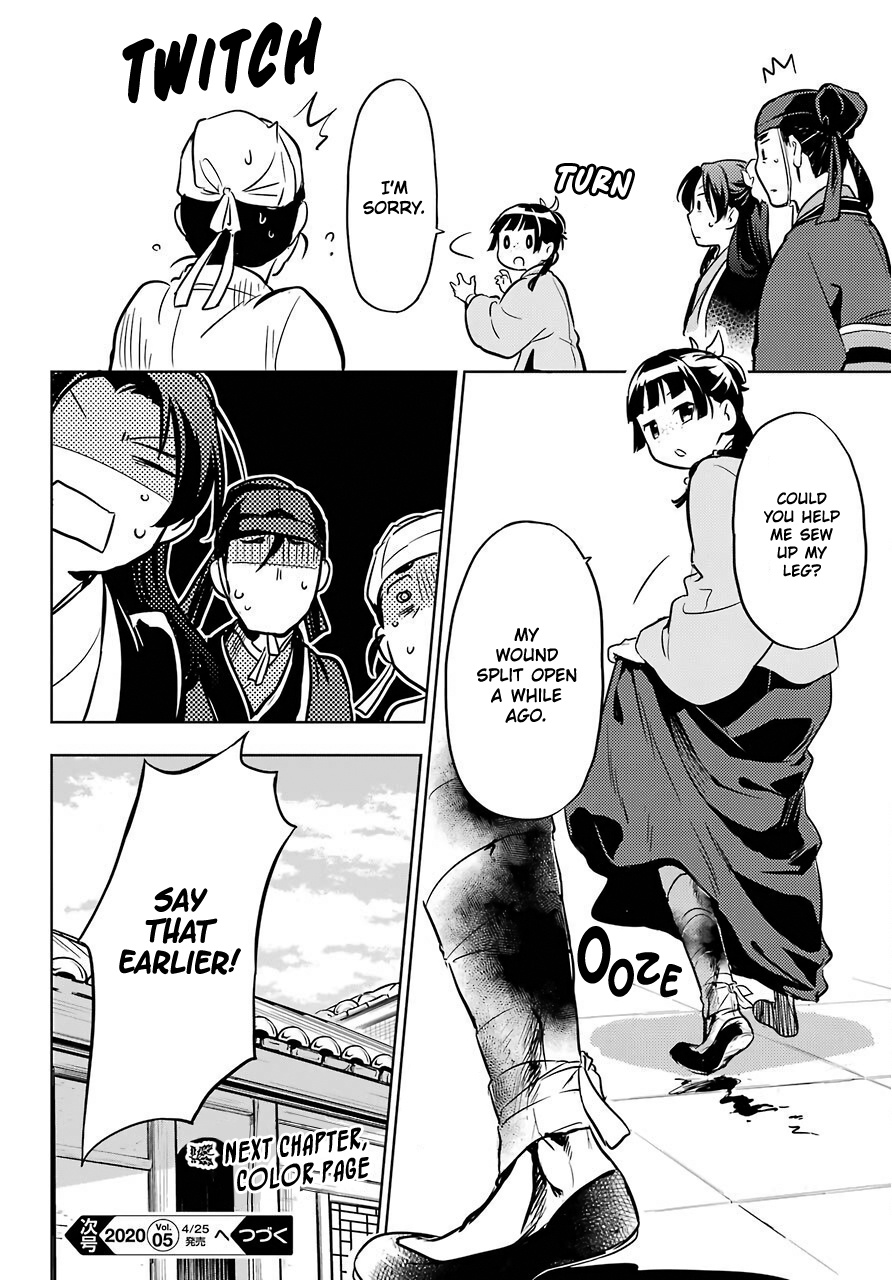 TWITCH
I'M
SORRY.
TURN
COULD
YOU HELP
ME SEW
UP MY
LEG?
MY
WOUND
SPLIT OPEN
A WHILE
AGO.
OOZE
SAY
THAT
EARLIER!
NEXT CHAPTER,
COLOR PAGE
次号 2020 Vol. 05 4/25 発売 へ つづく